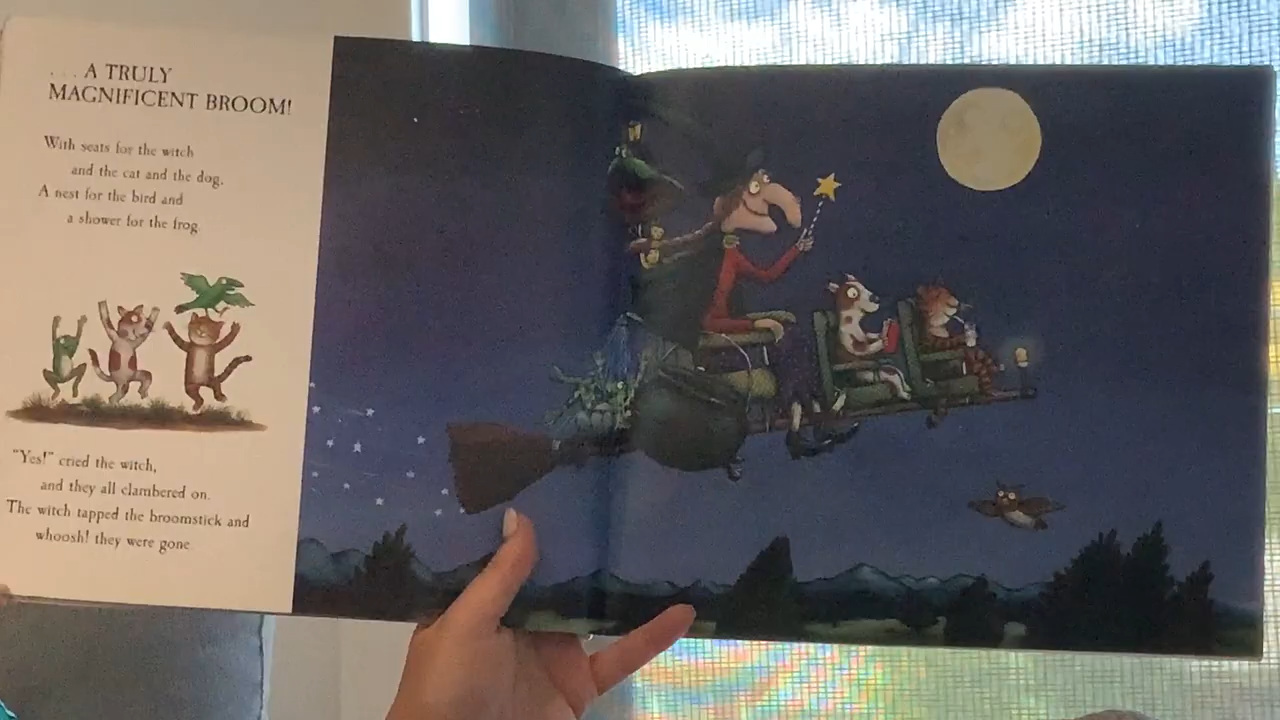 . . . A TRULY
MAGNIFICENT BROOM!
With seats for the witch
and the cat and the dog.
A nest for the bird and
a shower for the frog.
"Yes!" cried the witch,
and they all clambered on.
The witch tapped the broomstick and
whoosh! they were gone.